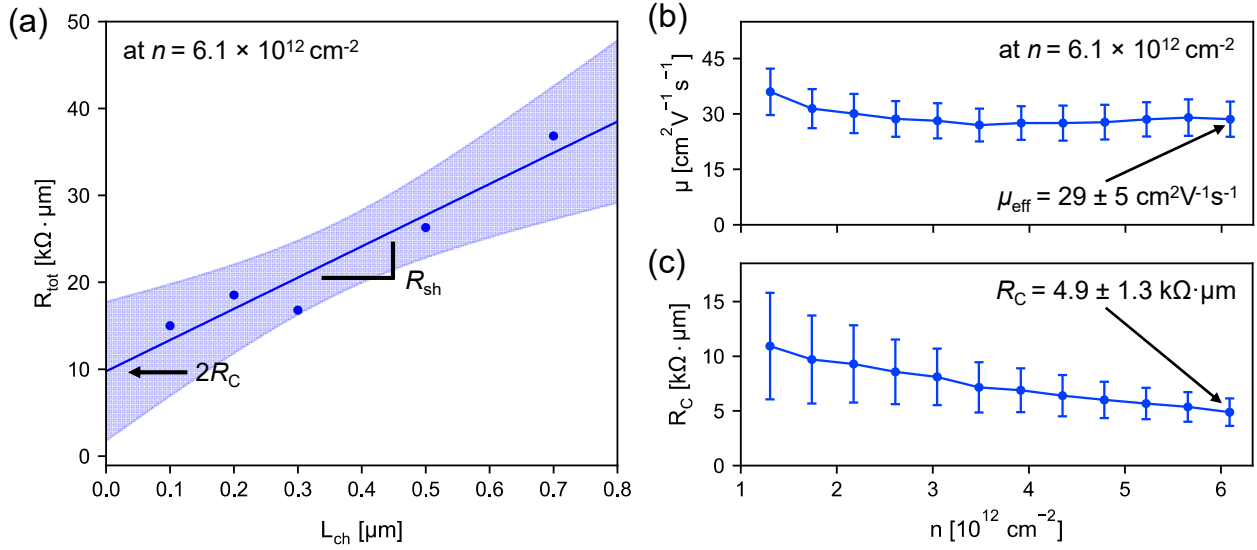 (a)
at n = 6.1 × 10¹² cm⁻²
R_tot [kΩ·μm]
50
40
30
20
10
0
R_sh
2R_C
0.0 0.1 0.2 0.3 0.4 0.5 0.6 0.7 0.8
L_ch [μm]
(b)
at n = 6.1 × 10¹² cm⁻²
μ [cm² V⁻¹ s⁻¹]
45
30
15
0
μ_eff = 29 ± 5 cm²V⁻¹s⁻¹
(c)
R_C = 4.9 ± 1.3 kΩ·μm
R_C [kΩ·μm]
15
10
5
0
1 2 3 4 5 6
n [10¹² cm⁻²]